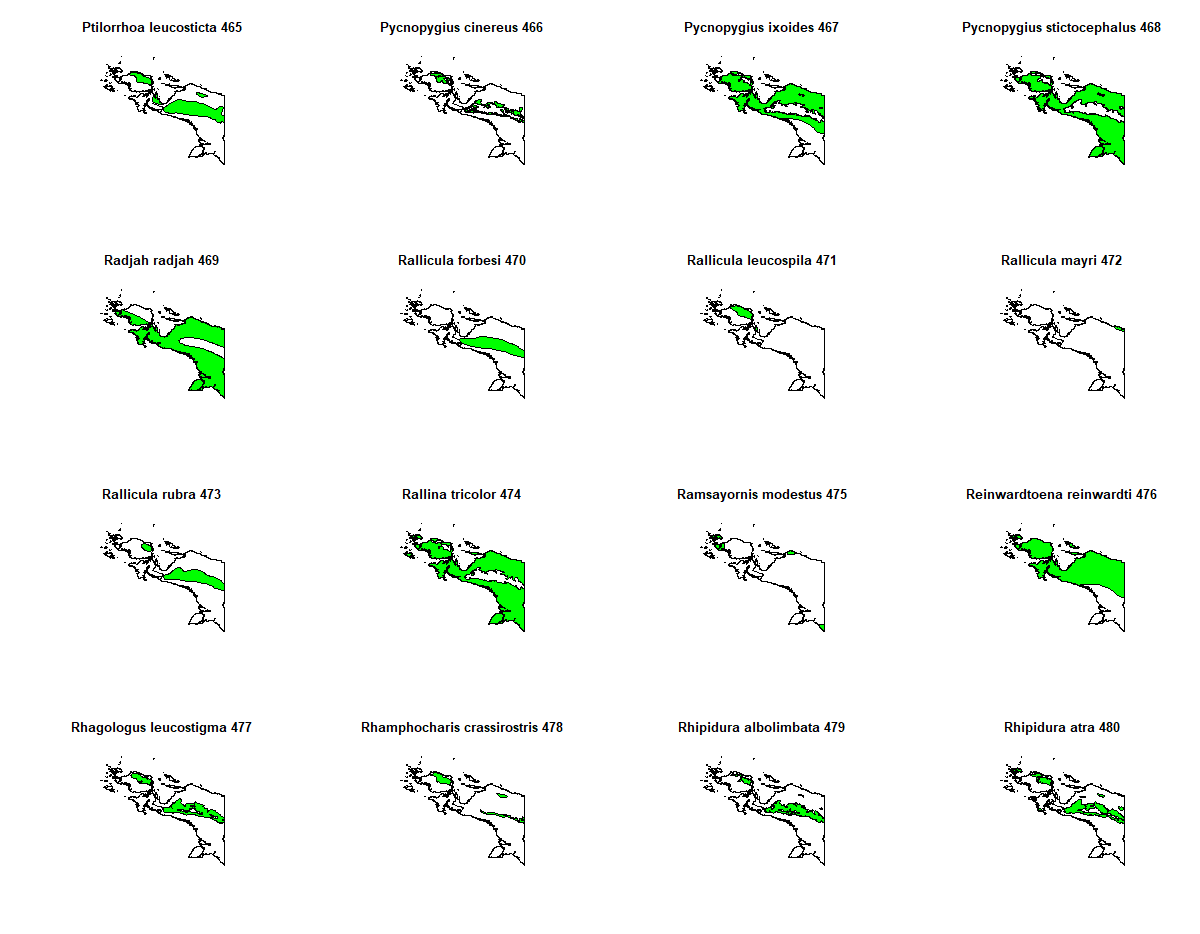 Ptilorrhoa leucosticta 465
Pycnopygius cinereus 466
Pycnopygius ixoides 467
Pycnopygius stictocephalus 468
Radjah radjah 469
Rallicula forbesi 470
Rallicula leucospila 471
Rallicula mayri 472
Rallicula rubra 473
Rallina tricolor 474
Ramsayornis modestus 475
Reinwardtoena reinwardti 476
Rhagologus leucostigma 477
Rhamphocharis crassirostris 478
Rhipidura albolimbata 479
Rhipidura atra 480